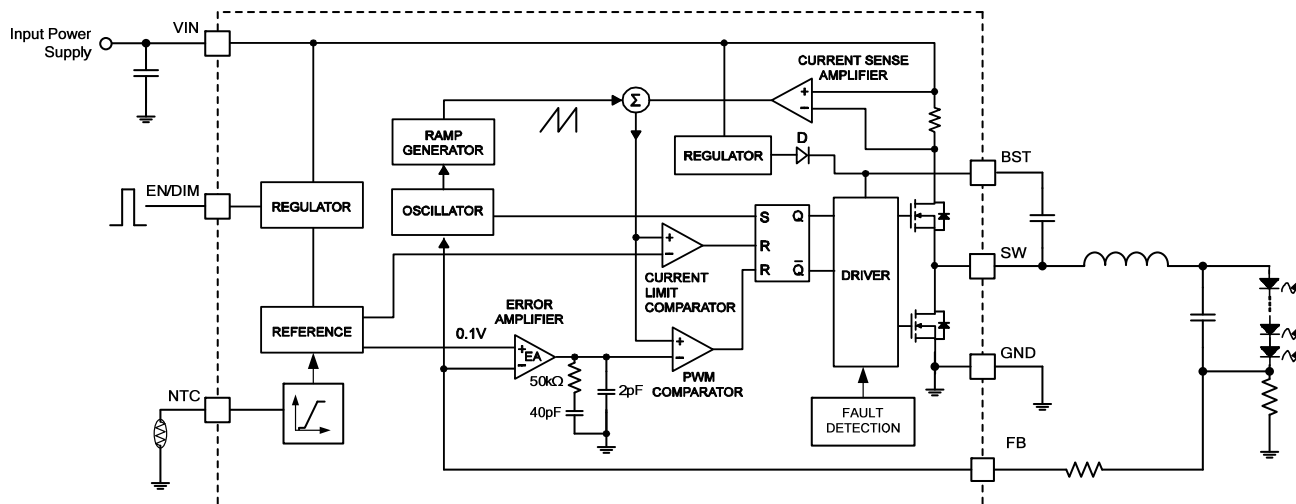 Input Power
Supply
VIN
CURRENT SENSE
AMPLIFIER
+
−
Σ
RAMP
GENERATOR
REGULATOR
D
BST
EN/DIM
REGULATOR
OSCILLATOR
S
Q
R
R
Q̅
DRIVER
+
−
CURRENT
LIMIT
COMPARATOR
SW
REFERENCE
ERROR
AMPLIFIER
0.1V
+
EA
−
+
−
PWM
COMPARATOR
50kΩ
2pF
40pF
GND
NTC
FAULT
DETECTION
FB